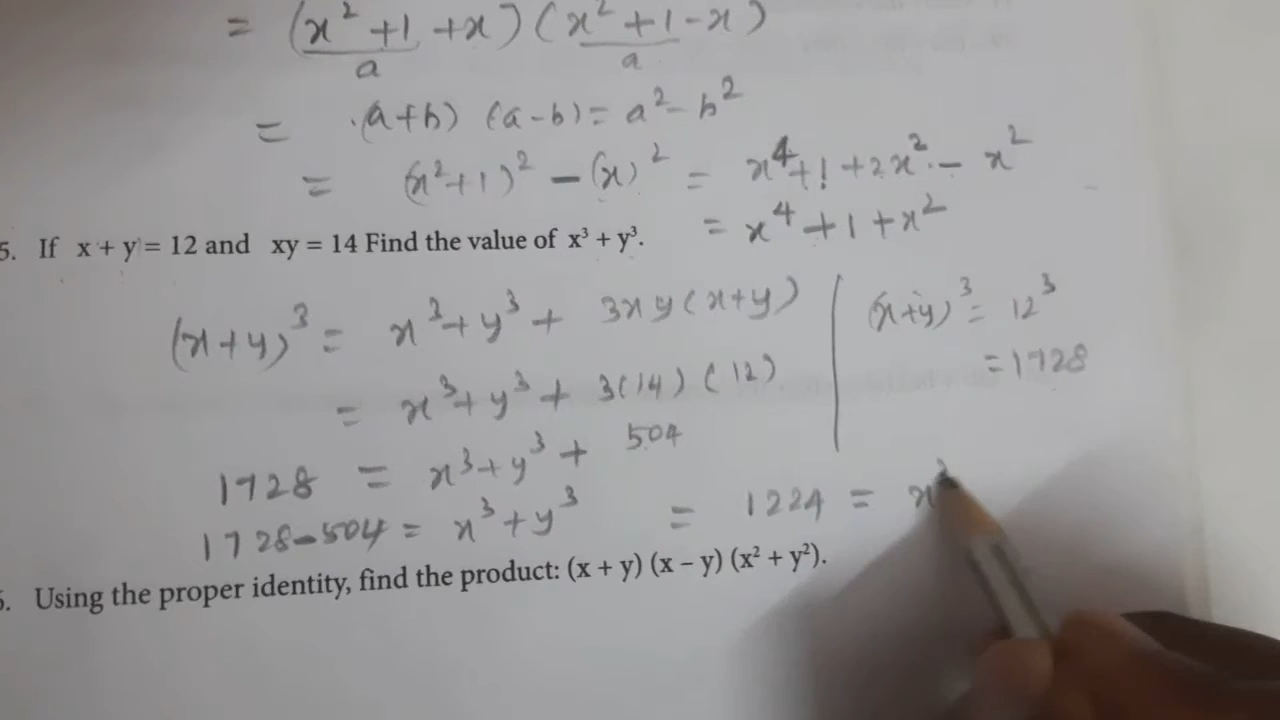 = (x² + 1 + x) (x² + 1 - x)
a a
= (a+b) (a-b) = a² - b²
= (x²+1)² - (x)² = x⁴ + 1 + 2x² - x²
= x⁴ + 1 + x²
5. If x + y = 12 and xy = 14 Find the value of x³ + y³.
(x+y)³ = x³ + y³ + 3xy(x+y)
(x+y)³ = 12³
= x³ + y³ + 3(14)(12)
= 1728
1728 = x³ + y³ + 504
1728 - 504 = x³ + y³ = 1224 = x
Using the proper identity, find the product: (x + y) (x – y) (x² + y²).